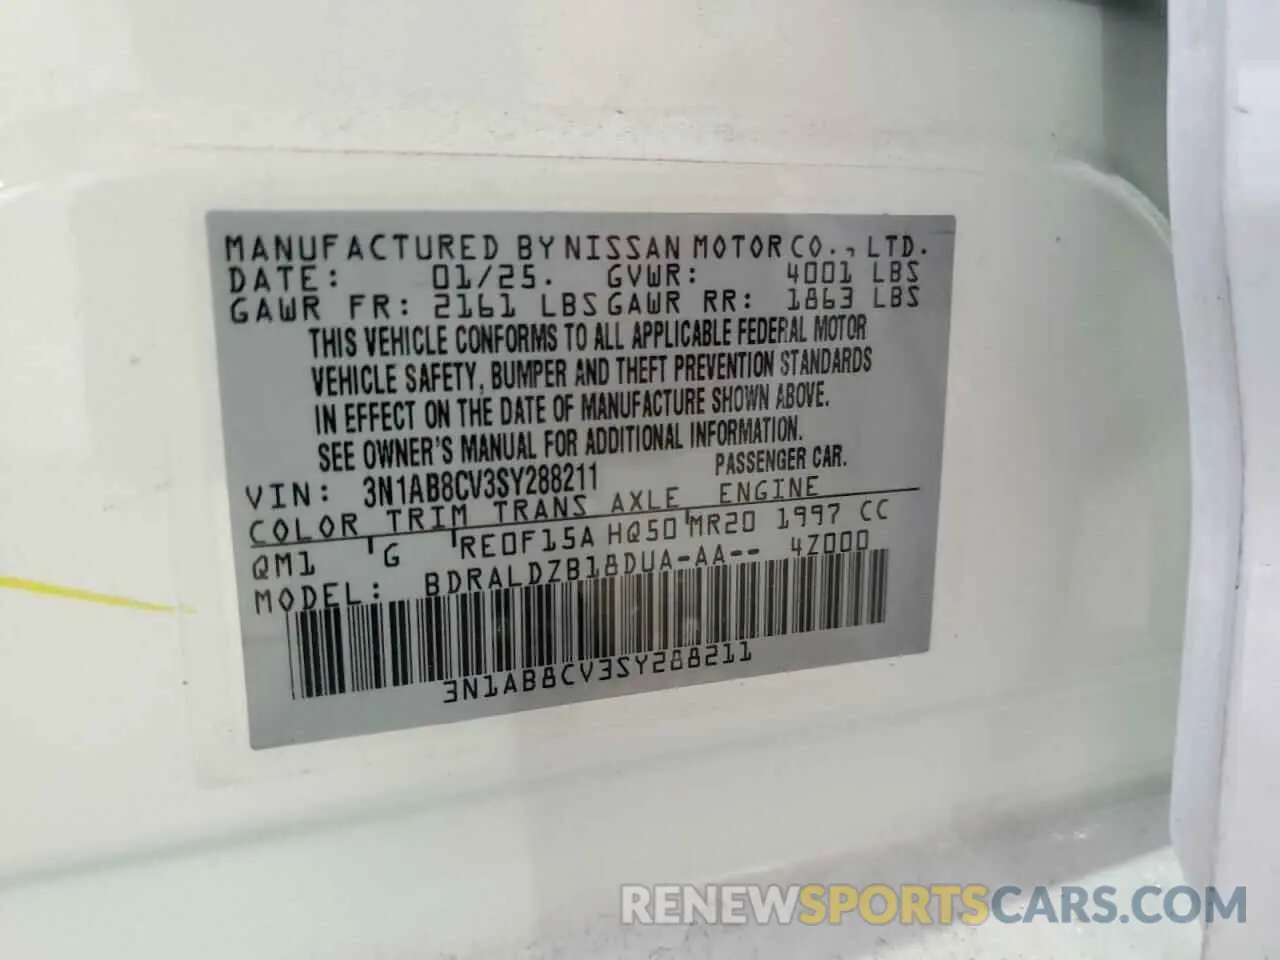 MANUFACTURED BY NISSAN MOTOR CO., LTD.
DATE: 01/25. GVWR: 4001 LBS
GAWR FR: 2161 LBS GAWR RR: 1863 LBS
THIS VEHICLE CONFORMS TO ALL APPLICABLE FEDERAL MOTOR
VEHICLE SAFETY, BUMPER AND THEFT PREVENTION STANDARDS
IN EFFECT ON THE DATE OF MANUFACTURE SHOWN ABOVE.
SEE OWNER'S MANUAL FOR ADDITIONAL INFORMATION.
VIN: 3N1AB8CV3SY288211 PASSENGER CAR.
COLOR TRIM TRANS AXLE ENGINE
QM1 G RE0F15A HQ50 MR20 1997 CC
MODEL: BDRALDZB18DUA-AA-- 4Z000
3N1AB8CV3SY288211
RENEWSPORTSCARS.COM